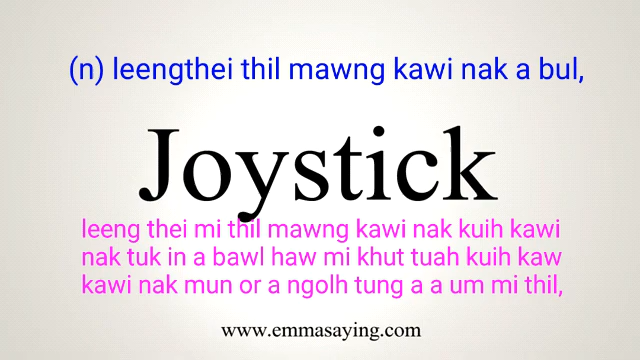 (n) leengthei thil mawng kawi nak a bul,
Joystick
leeng thei mi thil mawng kawi nak kuih kawi
nak tuk in a bawl haw mi khut tuah kuih kaw
kawi nak mun or a ngolh tung a a um mi thil,
www.emmasaying.com